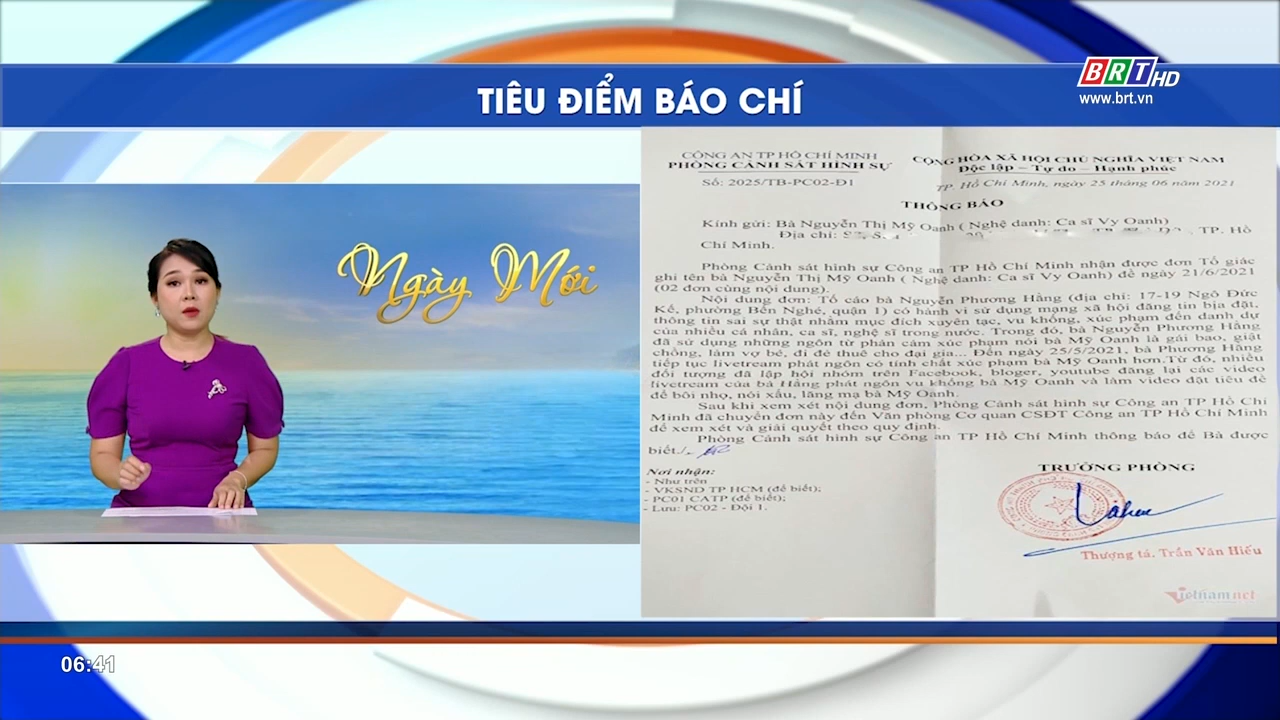 TIÊU ĐIỂM BÁO CHÍ
BRT HD
www.brt.vn
Ngày Mới
CÔNG AN TP HỒ CHÍ MINH
PHÒNG CẢNH SÁT HÌNH SỰ
Số: 2025/TB-PC02-Đ1
CỘNG HÒA XÃ HỘI CHỦ NGHĨA VIỆT NAM
Độc lập – Tự do – Hạnh phúc
TP. Hồ Chí Minh, ngày 25 tháng 06 năm 2021
THÔNG BÁO
Kính gửi: Bà Nguyễn Thị Mỹ Oanh ( Nghệ danh: Ca sĩ Vy Oanh)
Địa chỉ: TP. Hồ
Chí Minh.
Phòng Cảnh sát hình sự Công an TP Hồ Chí Minh nhận được đơn Tố giác
ghi tên bà Nguyễn Thị Mỹ Oanh ( Nghệ danh: Ca sĩ Vy Oanh) đề ngày 21/6/2021
(02 đơn cùng nội dung).
Nội dung đơn: Tố cáo bà Nguyễn Phương Hằng (địa chỉ: 17-19 Ngô Đức
Kế, phường Bến Nghé, quận 1) có hành vi sử dụng mạng xã hội đăng tin bịa đặt,
thông tin sai sự thật nhằm mục đích xuyên tạc, vu khống, xúc phạm đến danh dự
của nhiều cá nhân, ca sĩ, nghệ sĩ trong nước. Trong đó, bà Nguyễn Phương Hằng
đã sử dụng những ngôn từ phản cảm xúc phạm nói bà Mỹ Oanh là gái bao, giật
chồng, làm vợ bé, đi đẻ thuê cho đại gia... Đến ngày 25/5/2021, bà Phương Hằng
tiếp tục livetream phát ngôn có tính chất xúc phạm bà Mỹ Oanh hơn.Từ đó, nhiều
đối tượng đã lập hội nhóm trên Facebook, bloger, youtube đăng lại các video
livetream của bà Hằng phát ngôn vu khống bà Mỹ Oanh và làm video đặt tiêu đề
để bôi nhọ, nói xấu, lăng mạ bà Mỹ Oanh.
Sau khi xem xét nội dung đơn, Phòng Cảnh sát hình sự Công an TP Hồ Chí
Minh đã chuyển đơn này đến Văn phòng Cơ quan CSĐT Công an TP Hồ Chí Minh
để xem xét và giải quyết theo quy định.
Phòng Cảnh sát hình sự Công an TP Hồ Chí Minh thông báo để Bà được
biết./.
Nơi nhận:
- Như trên
- VKSND TP HCM (để biết);
- PC01 CATP (để biết);
- Lưu: PC02 - Đội 1.
TRƯỞNG PHÒNG
Thượng tá, Trần Văn Hiếu
Vietnamnet
06:41